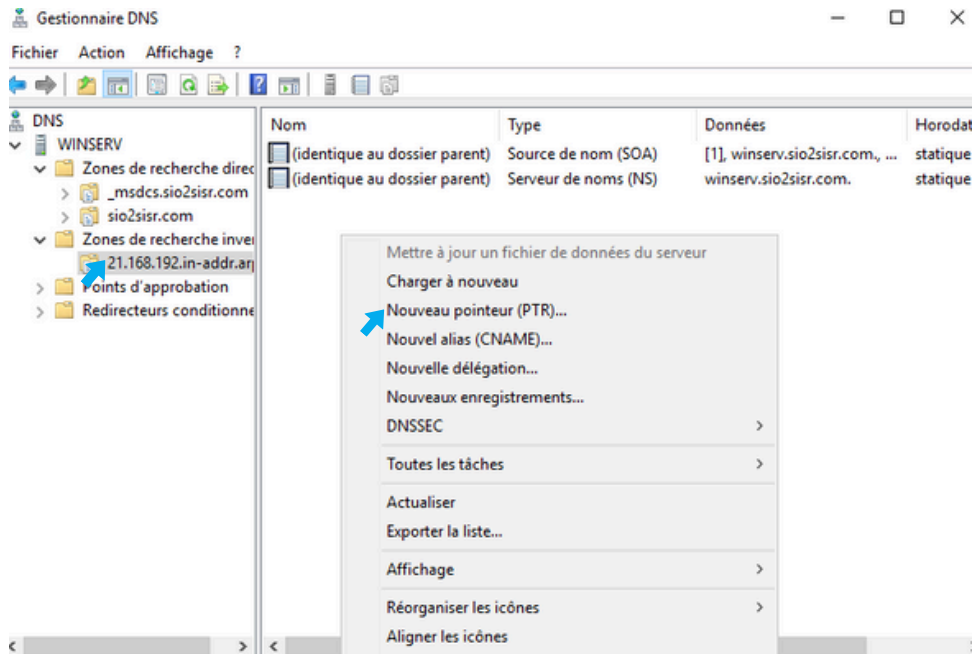 Gestionnaire DNS
Fichier Action Affichage ?
DNS
WINSERV
Zones de recherche direc
_msdcs.sio2sisr.com
sio2sisr.com
Zones de recherche inver
21.168.192.in-addr.arp
Points d'approbation
Redirecteurs conditionne
Nom Type Données Horodat
(identique au dossier parent) Source de nom (SOA) [1], winserv.sio2sisr.com., ... statique
(identique au dossier parent) Serveur de noms (NS) winserv.sio2sisr.com. statique
Mettre à jour un fichier de données du serveur
Charger à nouveau
Nouveau pointeur (PTR)...
Nouvel alias (CNAME)...
Nouvelle délégation...
Nouveaux enregistrements...
DNSSEC
Toutes les tâches
Actualiser
Exporter la liste...
Affichage
Réorganiser les icônes
Aligner les icônes